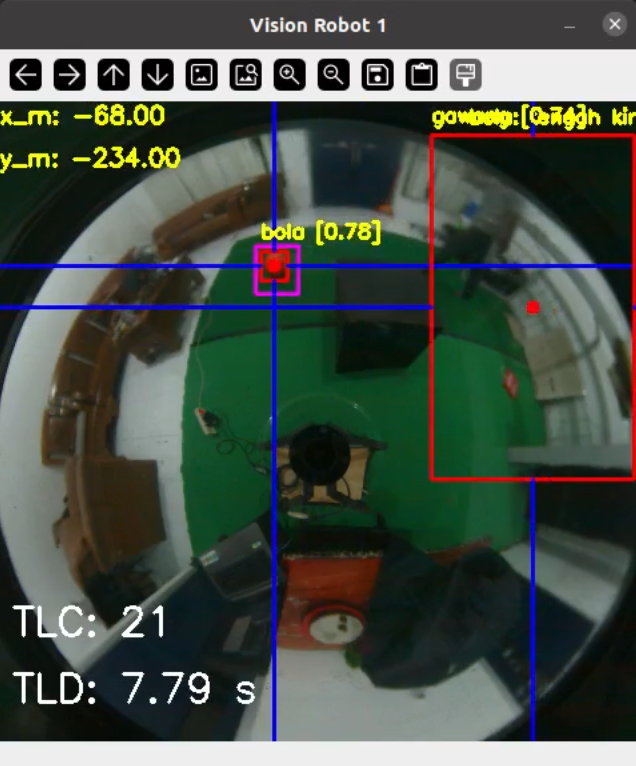 Vision Robot 1
x_m: -68.00
y_m: -234.00
bola [0.78]
TLC: 21
TLD: 7.79 s